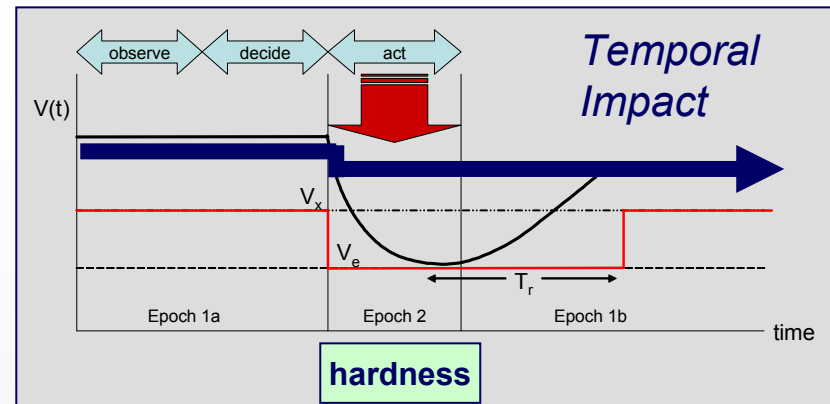 observe decide act
Temporal
Impact
V(t)
Vx
Ve
Tr
Epoch 1a Epoch 2 Epoch 1b
time
hardness